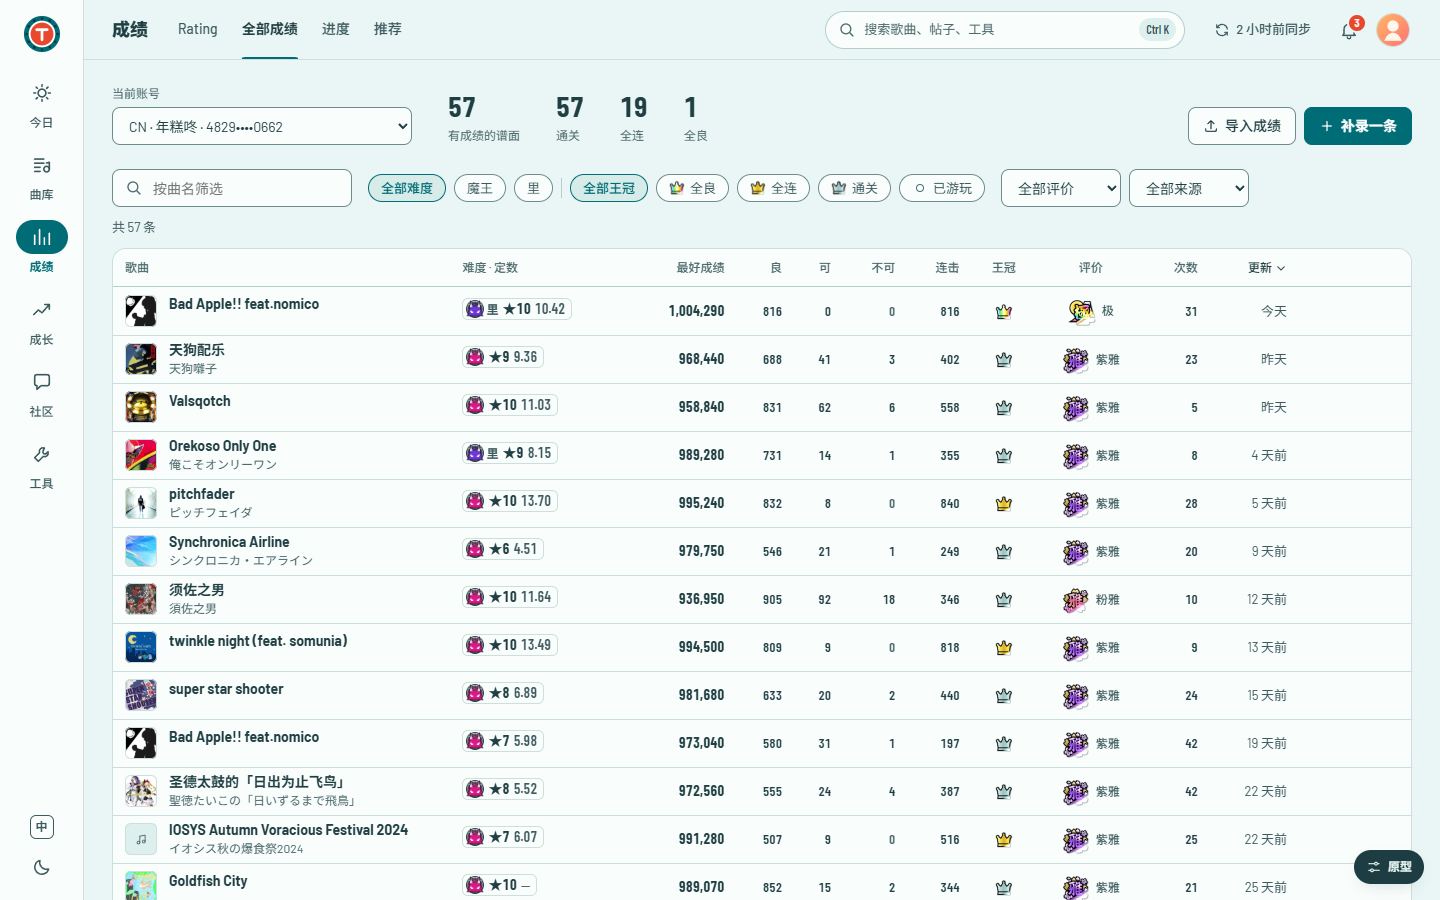 成绩
Rating
全部成绩
进度
推荐
搜索歌曲、帖子、工具
Ctrl K
2 小时前同步
3
今日
曲库
成绩
成长
社区
工具
中
当前账号
CN · 年糕咚 · 4829••••0662
57
有成绩的谱面
57
通关
19
全连
1
全良
导入成绩
补录一条
按曲名筛选
全部难度
魔王
里
全部王冠
全良
全连
通关
已游玩
全部评价
全部来源
共 57 条
歌曲 难度 · 定数 最好成绩 良 可 不可 连击 王冠 评价 次数 更新
Bad Apple!! feat.nomico 里 ★10 10.42 1,004,290 816 0 0 816 极 31 今天
天狗配乐 ★9 9.36 968,440 688 41 3 402 紫雅 23 昨天
天狗囃子
Valsqotch ★10 11.03 958,840 831 62 6 558 紫雅 5 昨天
Orekoso Only One 里 ★9 8.15 989,280 731 14 1 355 紫雅 8 4 天前
俺こそオンリーワン
pitchfader ★10 13.70 995,240 832 8 0 840 紫雅 28 5 天前
ピッチフェイダ
Synchronica Airline ★6 4.51 979,750 546 21 1 249 紫雅 20 9 天前
シンクロニカ・エアライン
须佐之男 ★10 11.64 936,950 905 92 18 346 粉雅 10 12 天前
須佐之男
twinkle night (feat. somunia) ★10 13.49 994,500 809 9 0 818 紫雅 9 13 天前
super star shooter ★8 6.89 981,680 633 20 2 440 紫雅 24 15 天前
Bad Apple!! feat.nomico ★7 5.98 973,040 580 31 1 197 紫雅 42 19 天前
圣德太鼓的「日出为止飞鸟」 ★8 5.52 972,560 555 24 4 387 紫雅 42 22 天前
聖徳たいこの「日いずるまで飛鳥」
IOSYS Autumn Voracious Festival 2024 ★7 6.07 991,280 507 9 0 516 紫雅 25 22 天前
イオシス秋の爆食祭2024
Goldfish City ★10 — 989,070 852 15 2 344 紫雅 21 25 天前
原型